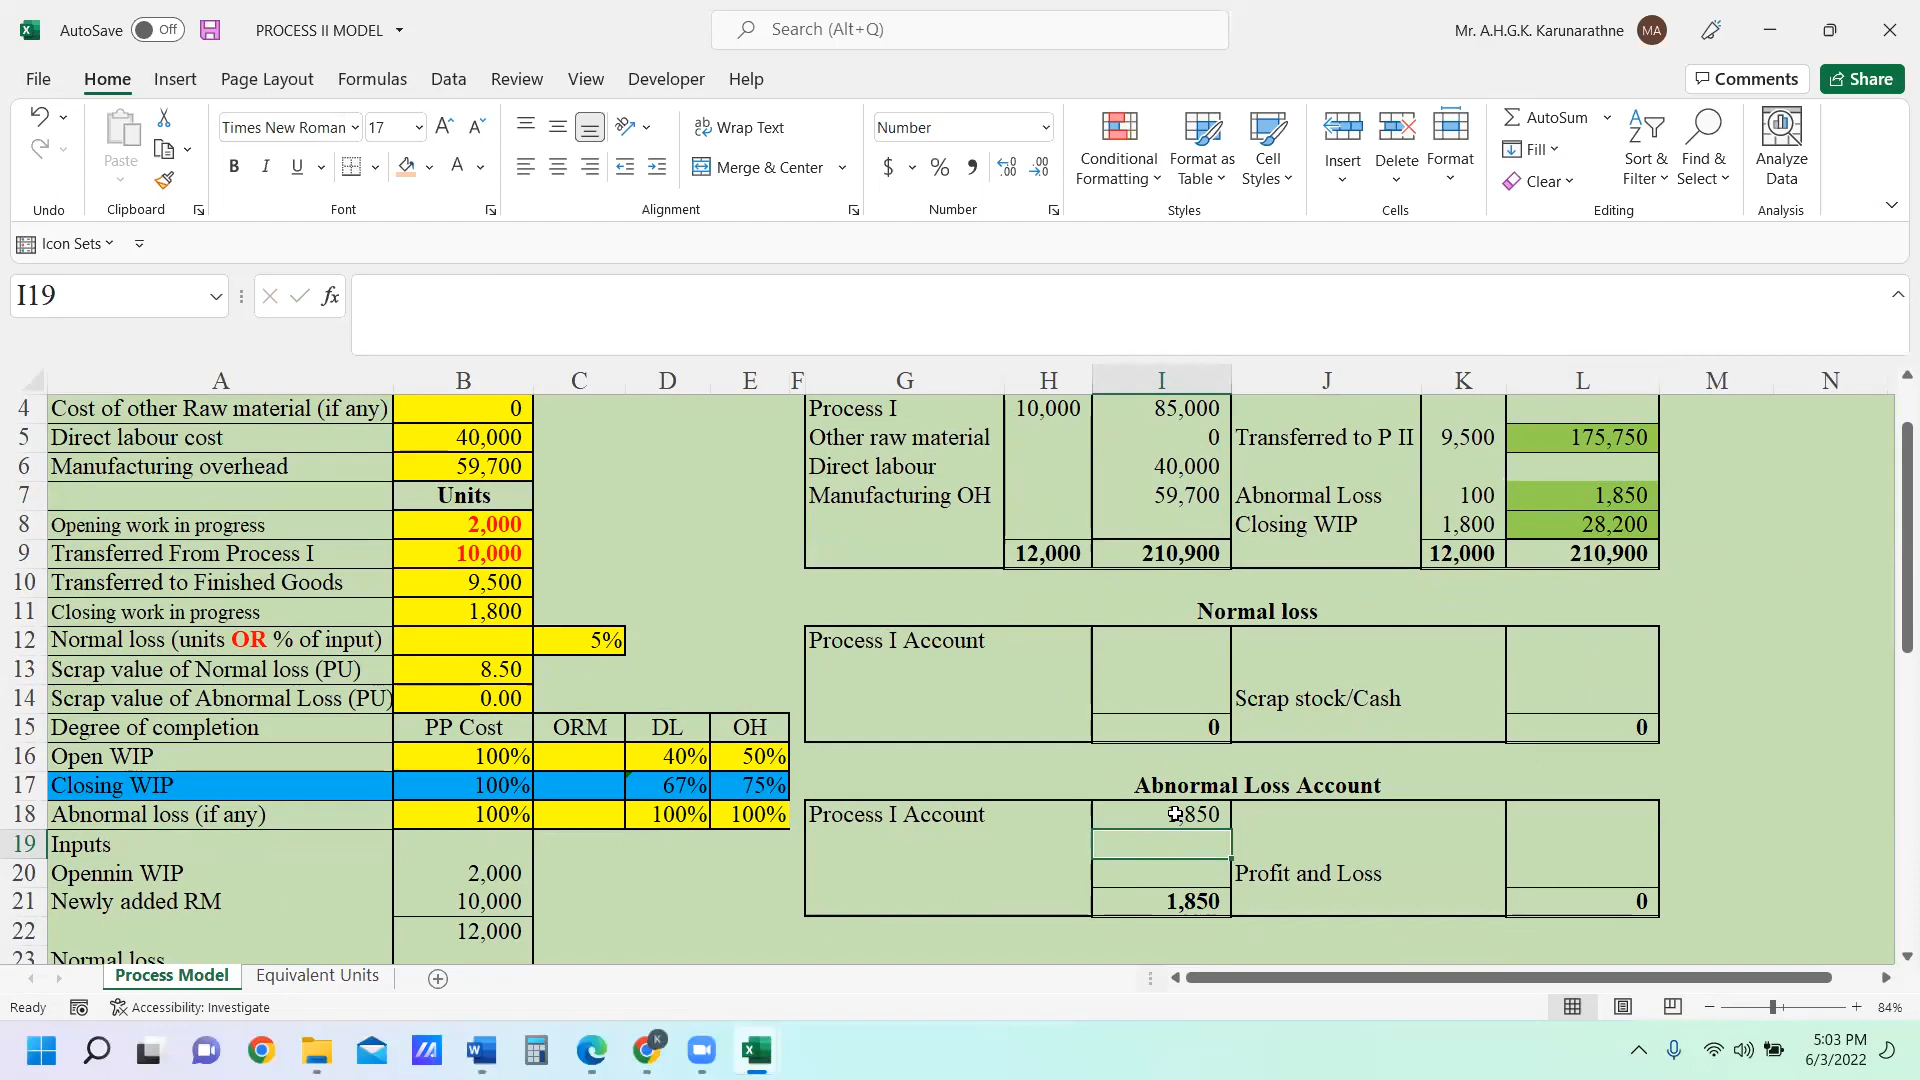 AutoSave Off PROCESS II MODEL Search (Alt+Q) Mr. A.H.G.K. Karunarathne MA
File Home Insert Page Layout Formulas Data Review View Developer Help Comments Share
Paste Times New Roman 17 Wrap Text Number Conditional Formatting Format as Table Cell Styles Insert Delete Format AutoSum Sort & Filter Find & Select Analyze Data
B I U Merge & Center $ % Fill
Clear
Undo Clipboard Font Alignment Number Styles Cells Editing Analysis
Icon Sets
I19 fx
A B C D E F G H I J K L M N
4 Cost of other Raw material (if any) 0 Process I 10,000 85,000
5 Direct labour cost 40,000 Other raw material 0 Transferred to P II 9,500 175,750
6 Manufacturing overhead 59,700 Direct labour 40,000
7 Units Manufacturing OH 59,700 Abnormal Loss 100 1,850
8 Opening work in progress 2,000 Closing WIP 1,800 28,200
9 Transferred From Process I 10,000 12,000 210,900 12,000 210,900
10 Transferred to Finished Goods 9,500
11 Closing work in progress 1,800 Normal loss
12 Normal loss (units OR % of input) 5% Process I Account
13 Scrap value of Normal loss (PU) 8.50
14 Scrap value of Abnormal Loss (PU) 0.00 Scrap stock/Cash
15 Degree of completion PP Cost ORM DL OH 0 0
16 Open WIP 100% 40% 50%
17 Closing WIP 100% 67% 75% Abnormal Loss Account
18 Abnormal loss (if any) 100% 100% 100% Process I Account 1,850
19 Inputs
20 Opennin WIP 2,000 Profit and Loss
21 Newly added RM 10,000 1,850 0
22 12,000
23 Normal loss
Process Model Equivalent Units
Ready Accessibility: Investigate 84%
5:03 PM
6/3/2022